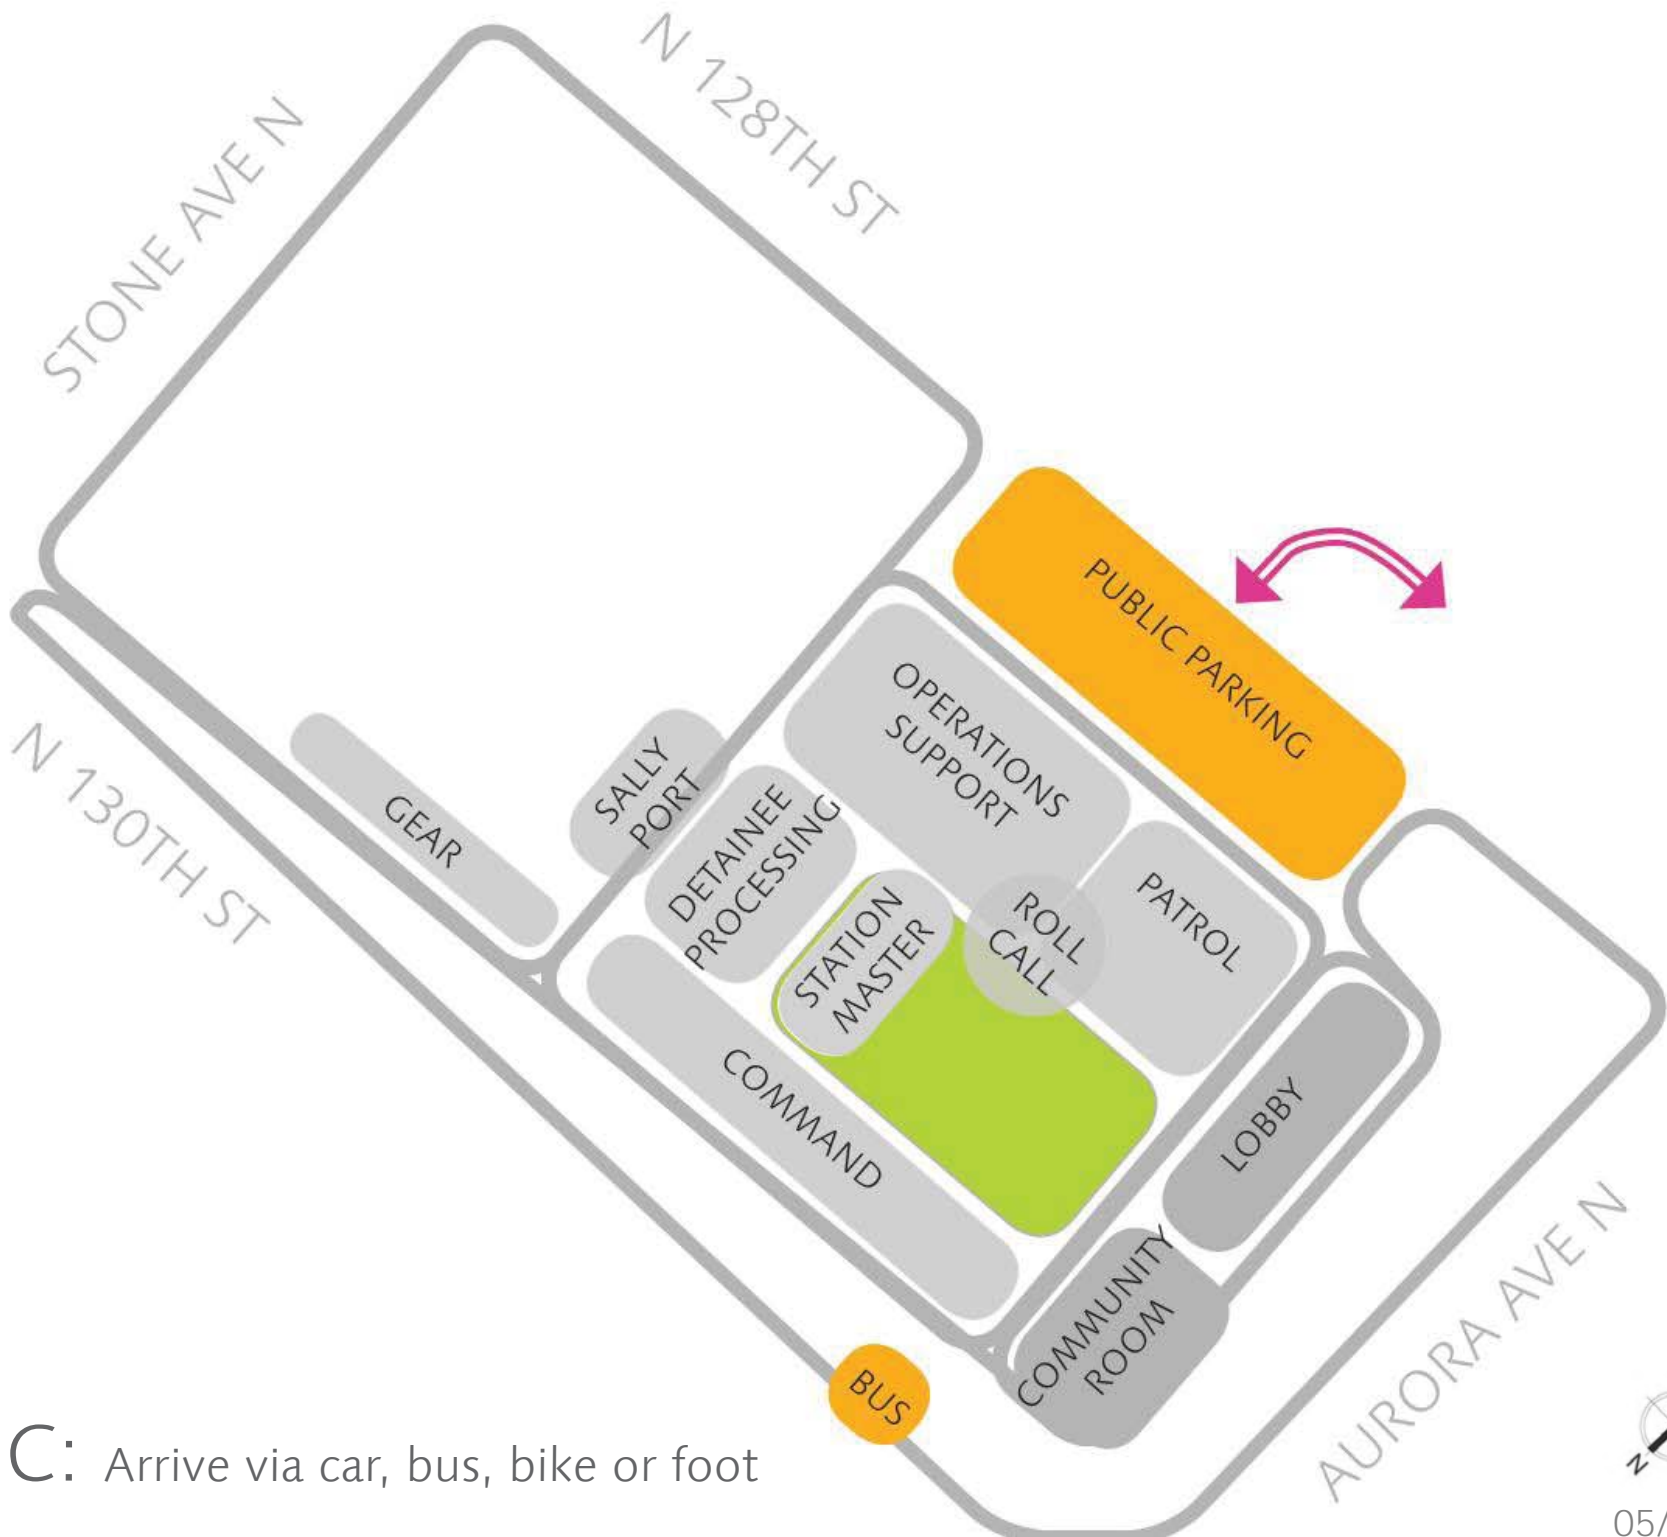 N 128TH ST
STONE AVE N
PUBLIC PARKING
OPERATIONS
SUPPORT
SALLY
PORT
GEAR
DETAINEE
PROCESSING
PATROL
ROLL
CALL
STATION
MASTER
N 130TH ST
COMMAND
LOBBY
COMMUNITY
ROOM
BUS
AURORA AVE N
C: Arrive via car, bus, bike or foot
N
05/